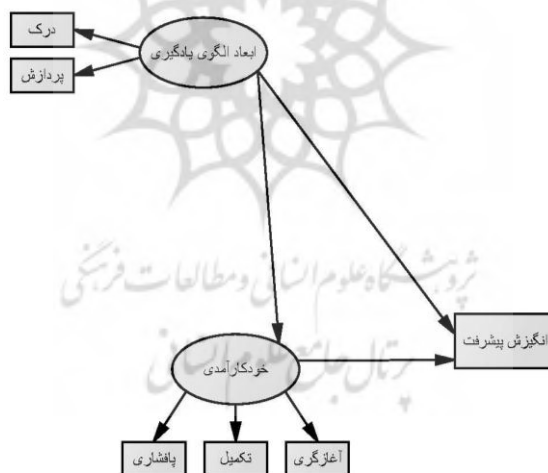 درک
ابعاد الگوی یادگیری
پردازش
پژوهشگاه علوم انسانی و مطالعات فرهنگی
انگیزش پیشرفت
پرتال جامع علوم انسانی
خودکارآمدی
آغازگری
تکمیل
پافشاری